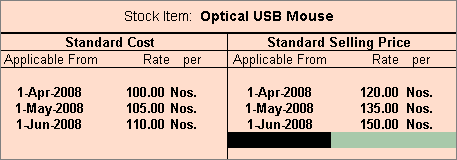 Stock Item: Optical USB Mouse
Standard Cost Standard Selling Price
Applicable From Rate per Applicable From Rate per
1-Apr-2008 100.00 Nos. 1-Apr-2008 120.00 Nos.
1-May-2008 105.00 Nos. 1-May-2008 135.00 Nos.
1-Jun-2008 110.00 Nos. 1-Jun-2008 150.00 Nos.